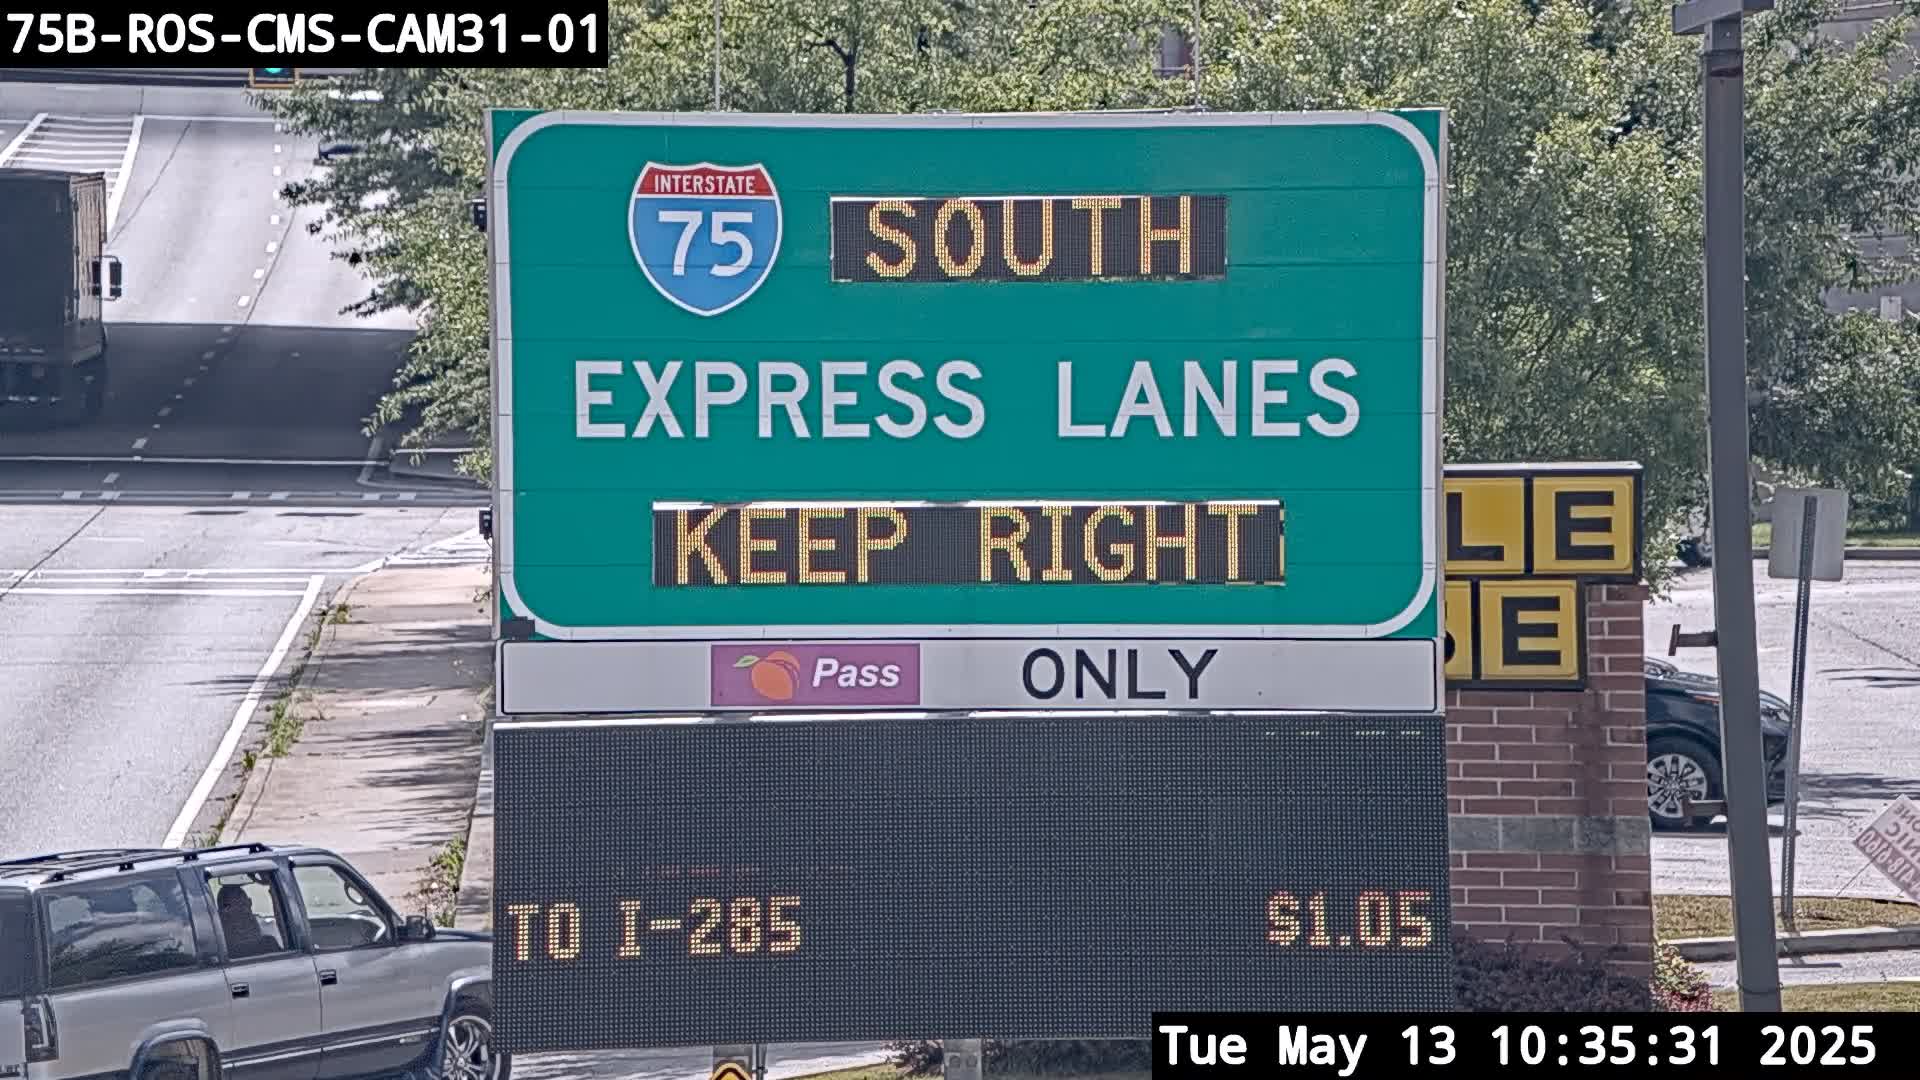 75B-ROS-CMS-CAM31-01
INTERSTATE
75
SOUTH
EXPRESS LANES
KEEP RIGHT
Pass ONLY
LE
E
TO I-285 $1.05
Tue May 13 10:35:31 2025